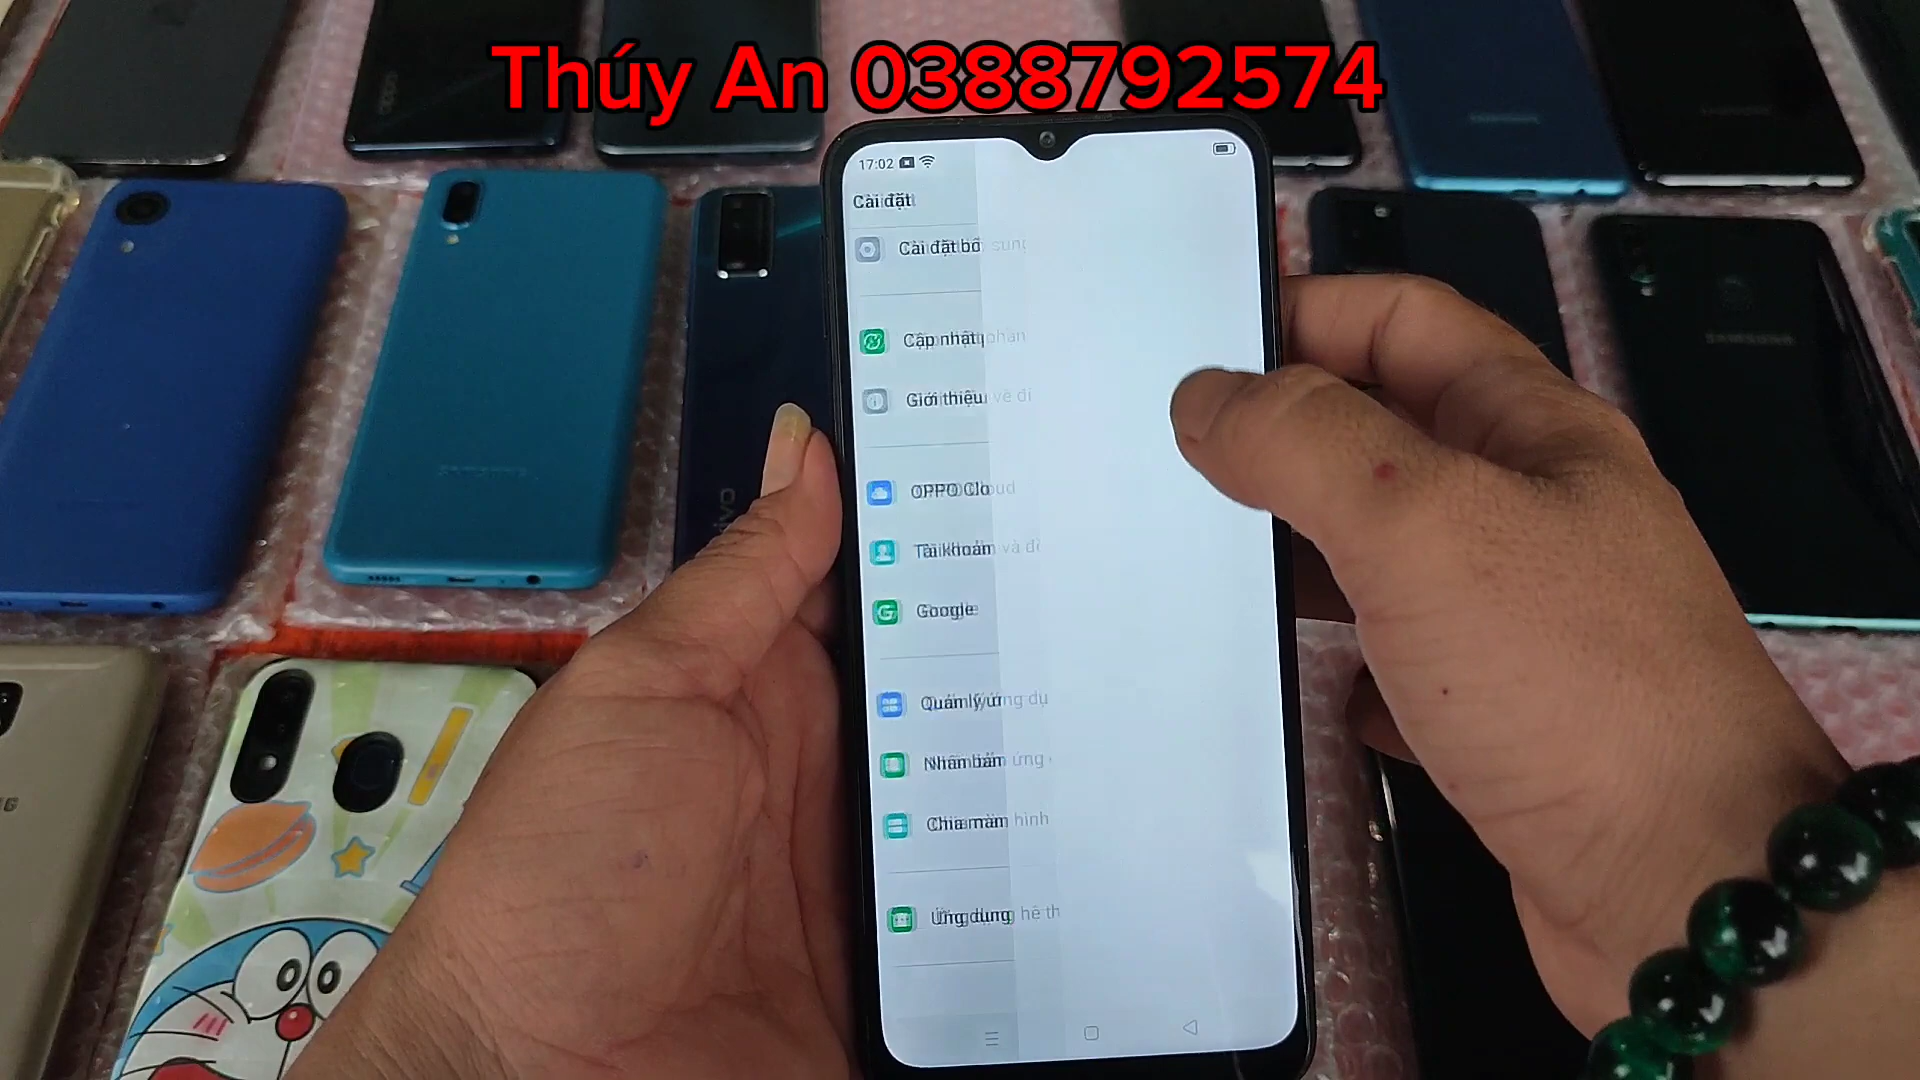 Thúy An 0388792574
17:02
Cài đặt
Cài đặt bổ sung
Cập nhật phần
Giới thiệu về đi
OPPO Cloud
Tài khoản và
Google
Quản lý ứng dụ
Nhân bản ứng
Chia màn hình
Ứng dụng hệ th
SAMSUNG
vivo